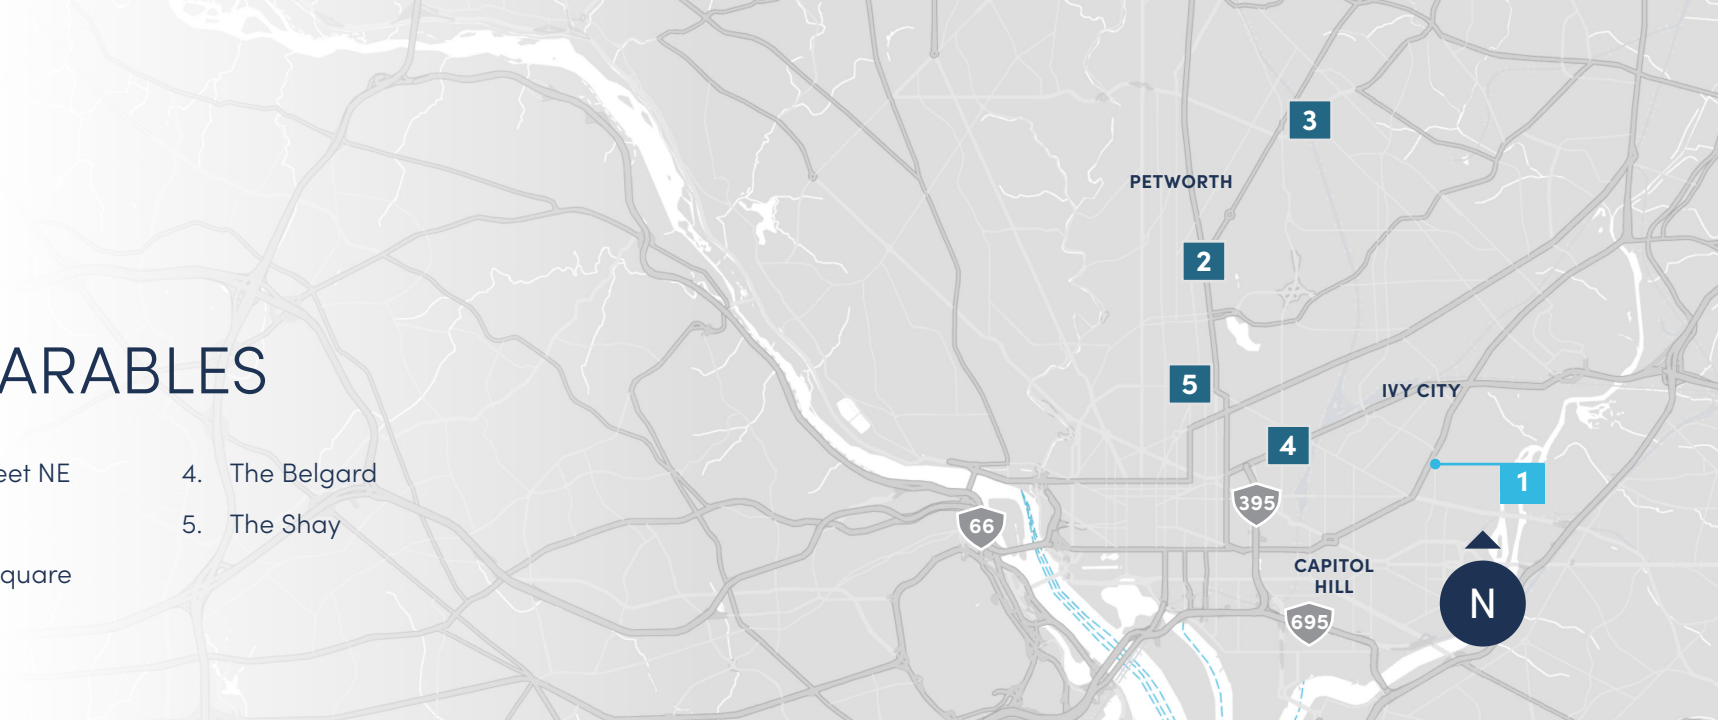 ARABLES
eet NE
quare
4. The Belgard
5. The Shay
3
PETWORTH
2
5
IVY CITY
4
1
395
66
CAPITOL
HILL
695
N